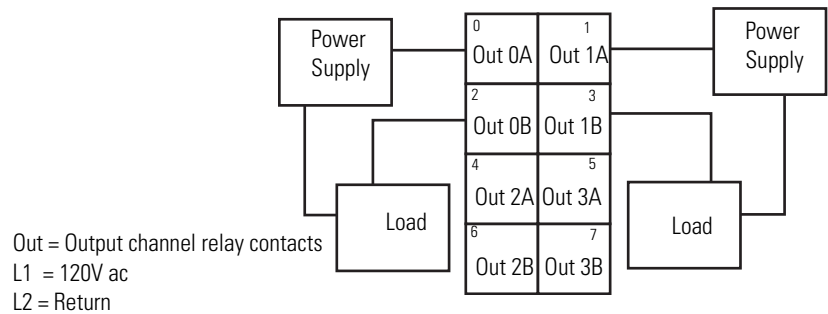 Power
Supply
0
1
Out 0A
Out 1A
Power
Supply
2
3
Out 0B
Out 1B
4
5
Out 2A
Out 3A
Load
Load
6
7
Out 2B
Out 3B
Out = Output channel relay contacts
L1 = 120V ac
L2 = Return